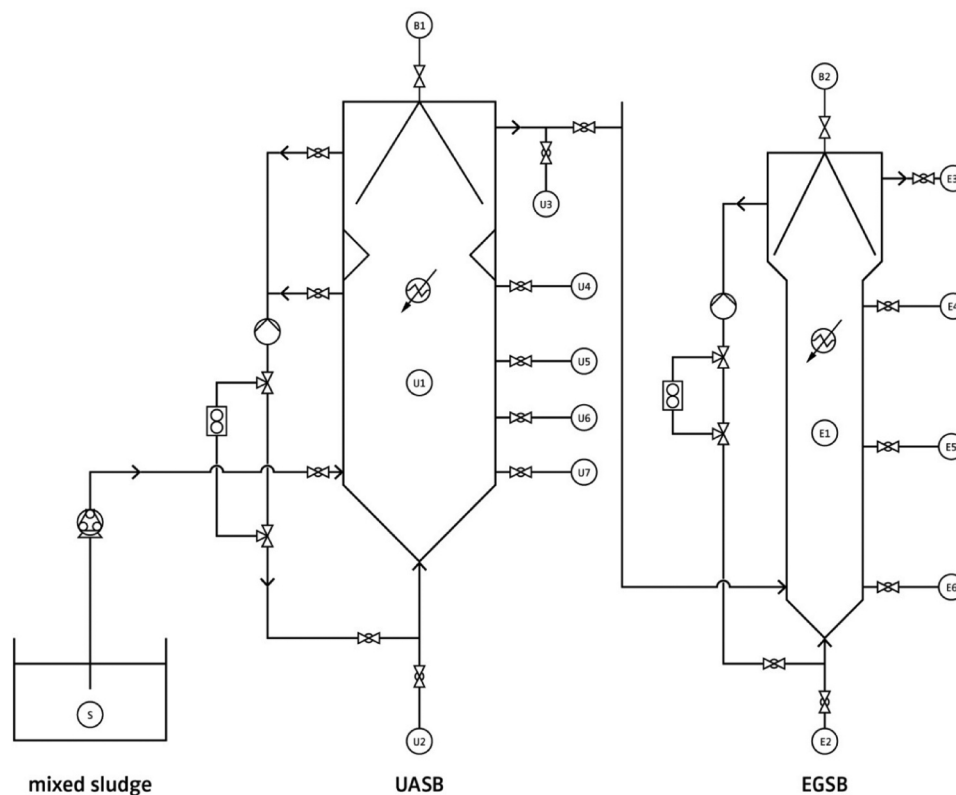 B1
B2
E3
U3
U4
E4
U5
U1
U6
E1
E5
U7
E6
S
U2
E2
mixed sludge
UASB
EGSB